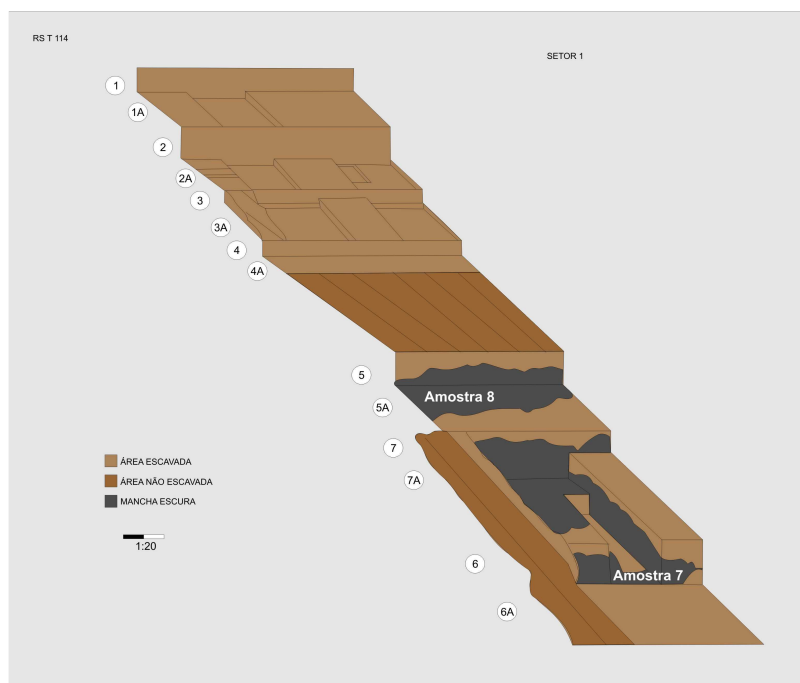 RS T 114
SETOR 1
1
1A
2
2A
3
3A
4
4A
5
Amostra 8
5A
7
7A
ÁREA ESCAVADA
ÁREA NÃO ESCAVADA
MANCHA ESCURA
1:20
6
Amostra 7
6A